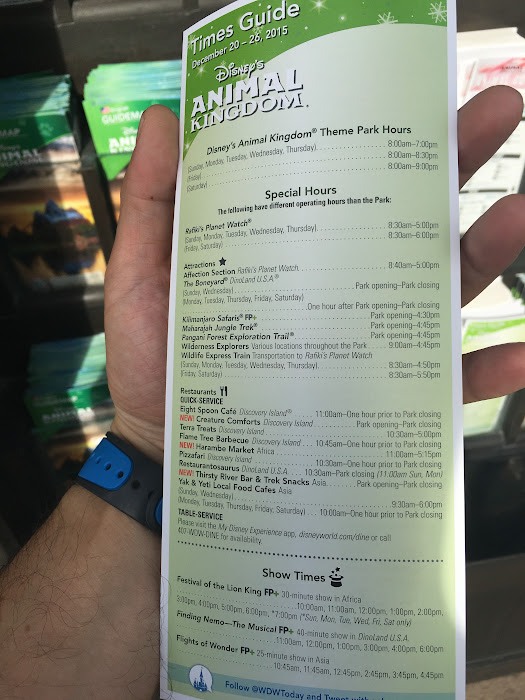 Times Guide
December 20 – 26, 2015
Disney's
ANIMAL
KINGDOM
Disney's Animal Kingdom® Theme Park Hours
(Sunday, Monday, Tuesday, Wednesday, Thursday) 8:00am–7:00pm
(Friday) 8:00am–8:30pm
(Saturday) 8:00am–9:00pm
Special Hours
The following have different operating hours than the Park:
Rafiki's Planet Watch®
(Sunday, Monday, Tuesday, Wednesday, Thursday) 8:30am–5:00pm
(Friday, Saturday) 8:30am–6:00pm
Attractions
Affection Section Rafiki's Planet Watch 8:40am–5:00pm
The Boneyard® DinoLand U.S.A.®
(Sunday, Wednesday) Park opening–Park closing
(Monday, Tuesday, Thursday, Friday, Saturday)
One hour after Park opening–Park closing
Kilimanjaro Safaris® FP+ Park opening–4:30pm
Maharajah Jungle Trek® Park opening–4:45pm
Pangani Forest Exploration Trail® Park opening–4:45pm
Wilderness Explorers Various locations throughout the Park 9:00am–4:45pm
Wildlife Express Train Transportation to Rafiki's Planet Watch
(Sunday, Monday, Tuesday, Wednesday, Thursday) 8:30am–4:50pm
(Friday, Saturday) 8:30am–5:50pm
Restaurants
QUICK-SERVICE
Eight Spoon Café Discovery Island® 11:00am–One hour prior to Park closing
NEW! Creature Comforts Discovery Island Park opening–Park closing
Terra Treats Discovery Island 10:30am–5:00pm
Flame Tree Barbecue Discovery Island 10:45am–One hour prior to Park closing
NEW! Harambe Market Africa 11:00am–5:15pm
Pizzafari Discovery Island 10:30am–One hour prior to Park closing
Restaurantosaurus DinoLand U.S.A. 10:30am–Park closing (11:00am Sun, Mon)
NEW! Thirsty River Bar & Trek Snacks Asia Park opening–Park closing
Yak & Yeti Local Food Cafes Asia
(Sunday, Wednesday) 9:30am–6:00pm
(Monday, Tuesday, Thursday, Friday, Saturday) 10:00am–One hour prior to Park closing
TABLE-SERVICE
Please visit the My Disney Experience app, disneyworld.com/dine or call
407-WDW-DINE for availability.
Show Times
Festival of the Lion King FP+ 30-minute show in Africa
10:00am, 11:00am, 12:00pm, 1:00pm, 2:00pm,
3:00pm, 4:00pm, 5:00pm, 6:00pm, *7:00pm (*Sun, Mon, Tue, Wed, Fri, Sat only)
Finding Nemo—The Musical FP+ 40-minute show in DinoLand U.S.A.
11:00am, 12:00pm, 1:00pm, 3:00pm, 4:00pm, 6:00pm
Flights of Wonder FP+ 25-minute show in Asia
10:45am, 11:45am, 12:45pm, 2:45pm, 3:45pm, 4:45pm
Follow @WDWToday and Tweet
GUIDEMAP
MAP